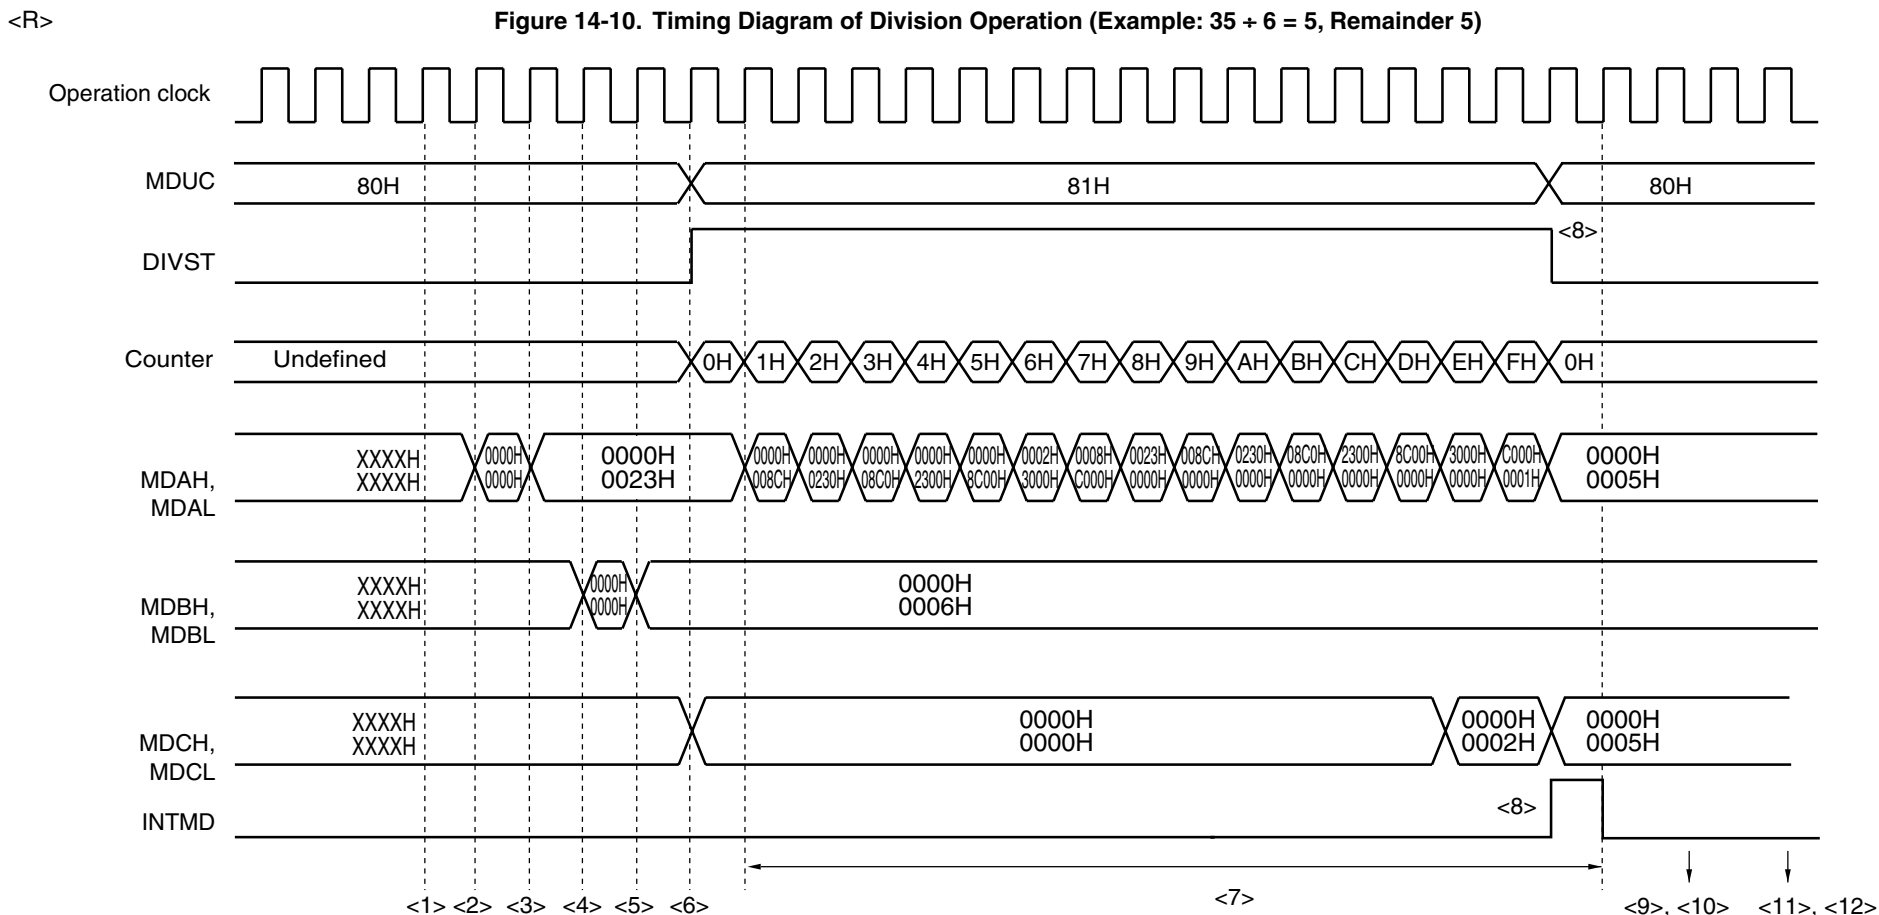 <R>
Figure 14-10. Timing Diagram of Division Operation (Example: 35 ÷ 6 = 5, Remainder 5)
Operation clock
MDUC
80H
81H
80H
<8>
DIVST
Counter
Undefined
0H 1H 2H 3H 4H 5H 6H 7H 8H 9H AH BH CH DH EH FH 0H
MDAH,
MDAL
XXXXH 0000H 0000H 0000H 0000H 0000H 0000H 0000H 0002H 0008H 0023H 008CH 0230H 08C0H 2300H 8C00H 3000H C000H 0000H
XXXXH 0000H 0023H 008CH 0230H 08C0H 2300H 8C00H 3000H C000H 0000H 0000H 0000H 0000H 0000H 0000H 0000H 0001H 0005H
MDBH,
MDBL
XXXXH 0000H 0000H
XXXXH 0000H 0006H
MDCH,
MDCL
XXXXH 0000H 0000H 0000H
XXXXH 0000H 0002H 0005H
INTMD
<8>
<1> <2> <3> <4> <5> <6> <7> <9>, <10> <11>, <12>